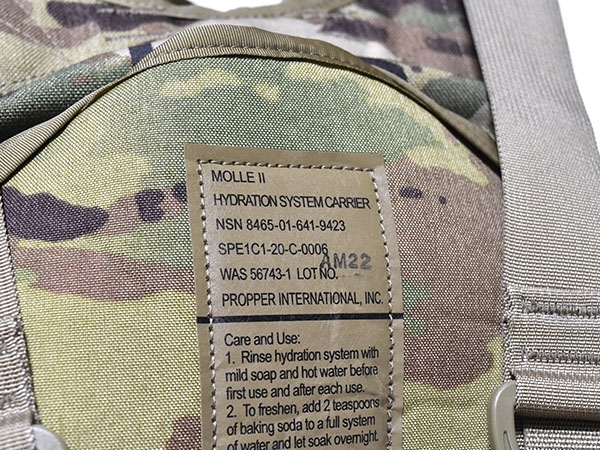 MOLLE II
HYDRATION SYSTEM CARRIER
NSN 8465-01-641-9423
SPE1C1-20-C-0006
WAS 56743-1 LOT NO. AM22
PROPPER INTERNATIONAL, INC.
Care and Use:
1. Rinse hydration system with
mild soap and hot water before
first use and after each use.
2. To freshen, add 2 teaspoons
of baking soda to a full system
of water and let soak overnight.